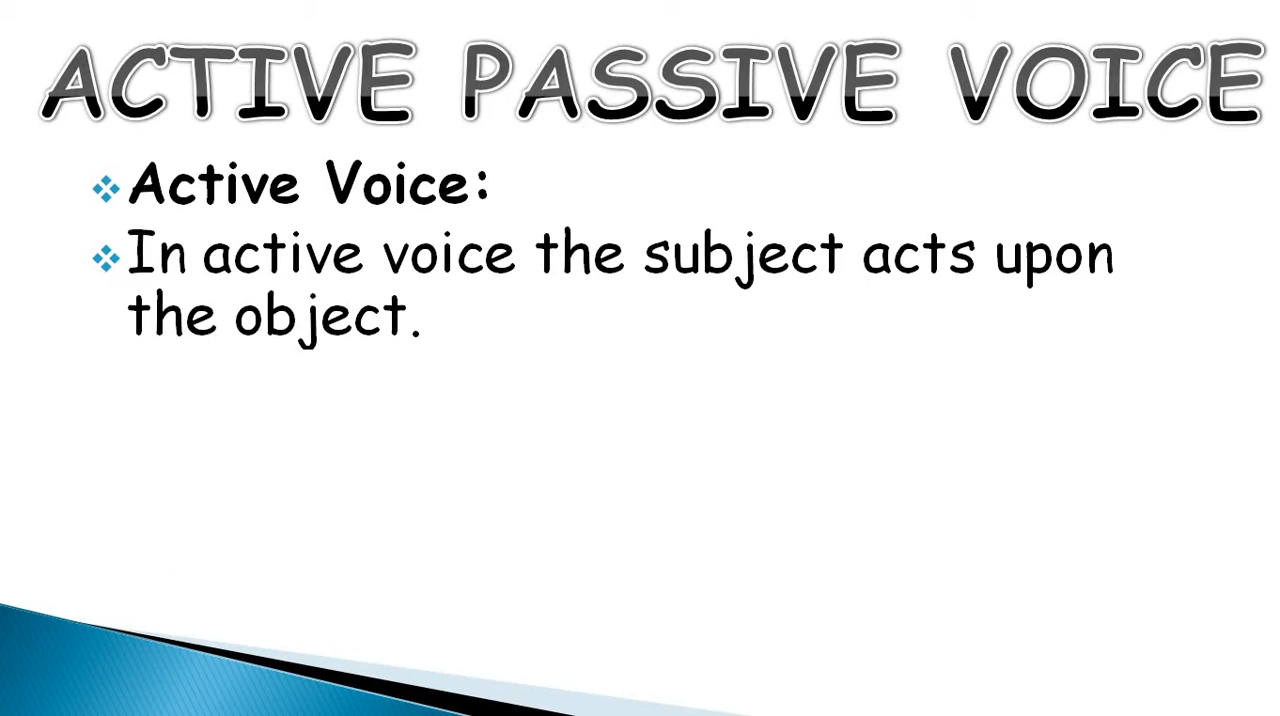 ACTIVE PASSIVE VOICE
Active Voice:
In active voice the subject acts upon
the object.